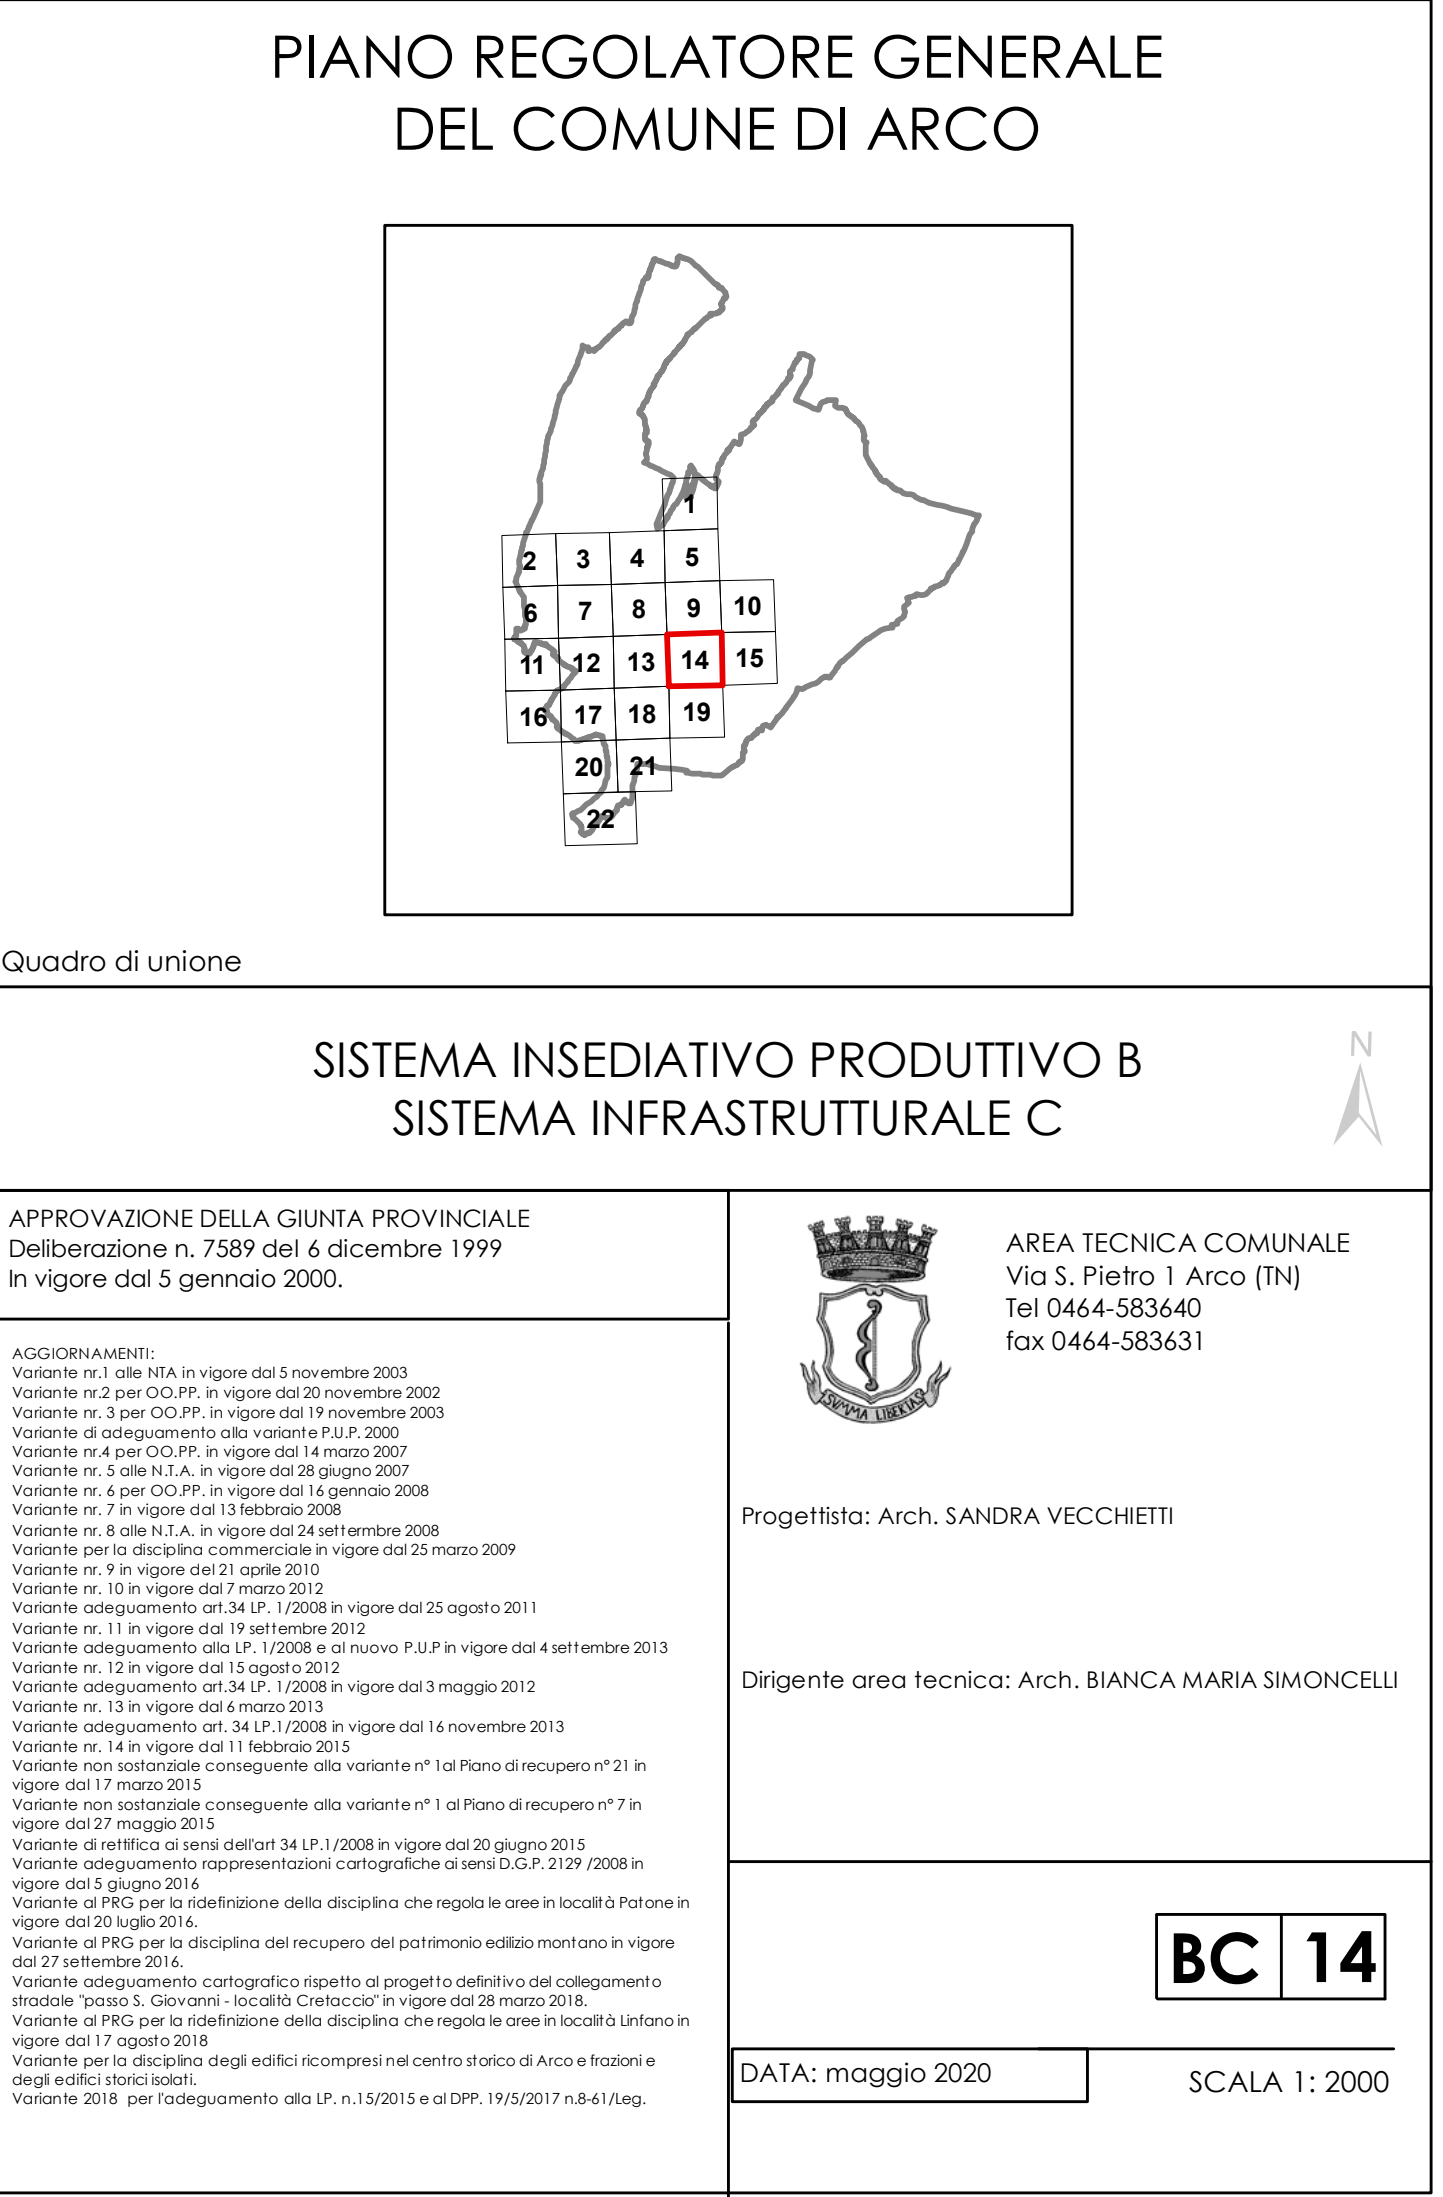 PIANO REGOLATORE GENERALE
DEL COMUNE DI ARCO
1
2 3 4 5
6 7 8 9 10
11 12 13 14 15
16 17 18 19
20 21
22
Quadro di unione
SISTEMA INSEDIATIVO PRODUTTIVO B
SISTEMA INFRASTRUTTURALE C
N
APPROVAZIONE DELLA GIUNTA PROVINCIALE
Deliberazione n. 7589 del 6 dicembre 1999
In vigore dal 5 gennaio 2000.
AGGIORNAMENTI:
Variante nr.1 alle NTA in vigore dal 5 novembre 2003
Variante nr.2 per OO.PP. in vigore dal 20 novembre 2002
Variante nr. 3 per OO.PP. in vigore dal 19 novembre 2003
Variante di adeguamento alla variante P.U.P. 2000
Variante nr.4 per OO.PP. in vigore dal 14 marzo 2007
Variante nr. 5 alle N.T.A. in vigore dal 28 giugno 2007
Variante nr. 6 per OO.PP. in vigore dal 16 gennaio 2008
Variante nr. 7 in vigore dal 13 febbraio 2008
Variante nr. 8 alle N.T.A. in vigore dal 24 settermbre 2008
Variante per la disciplina commerciale in vigore dal 25 marzo 2009
Variante nr. 9 in vigore del 21 aprile 2010
Variante nr. 10 in vigore dal 7 marzo 2012
Variante adeguamento art.34 LP. 1/2008 in vigore dal 25 agosto 2011
Variante nr. 11 in vigore dal 19 settembre 2012
Variante adeguamento alla LP. 1/2008 e al nuovo P.U.P in vigore dal 4 settembre 2013
Variante nr. 12 in vigore dal 15 agosto 2012
Variante adeguamento art.34 LP. 1/2008 in vigore dal 3 maggio 2012
Variante nr. 13 in vigore dal 6 marzo 2013
Variante adeguamento art. 34 LP.1/2008 in vigore dal 16 novembre 2013
Variante nr. 14 in vigore dal 11 febbraio 2015
Variante non sostanziale conseguente alla variante n° 1al Piano di recupero n° 21 in
vigore dal 17 marzo 2015
Variante non sostanziale conseguente alla variante n° 1 al Piano di recupero n° 7 in
vigore dal 27 maggio 2015
Variante di rettifica ai sensi dell'art 34 LP.1/2008 in vigore dal 20 giugno 2015
Variante adeguamento rappresentazioni cartografiche ai sensi D.G.P. 2129 /2008 in
vigore dal 5 giugno 2016
Variante al PRG per la ridefinizione della disciplina che regola le aree in località Patone in
vigore dal 20 luglio 2016.
Variante al PRG per la disciplina del recupero del patrimonio edilizio montano in vigore
dal 27 settembre 2016.
Variante adeguamento cartografico rispetto al progetto definitivo del collegamento
stradale "passo S. Giovanni - località Cretaccio" in vigore dal 28 marzo 2018.
Variante al PRG per la ridefinizione della disciplina che regola le aree in località Linfano in
vigore dal 17 agosto 2018
Variante per la disciplina degli edifici ricompresi nel centro storico di Arco e frazioni e
degli edifici storici isolati.
Variante 2018 per l'adeguamento alla LP. n.15/2015 e al DPP. 19/5/2017 n.8-61/Leg.
SVMMA LIBERTAS
AREA TECNICA COMUNALE
Via S. Pietro 1 Arco (TN)
Tel 0464-583640
fax 0464-583631
Progettista: Arch. SANDRA VECCHIETTI
Dirigente area tecnica: Arch. BIANCA MARIA SIMONCELLI
BC 14
DATA: maggio 2020
SCALA 1: 2000